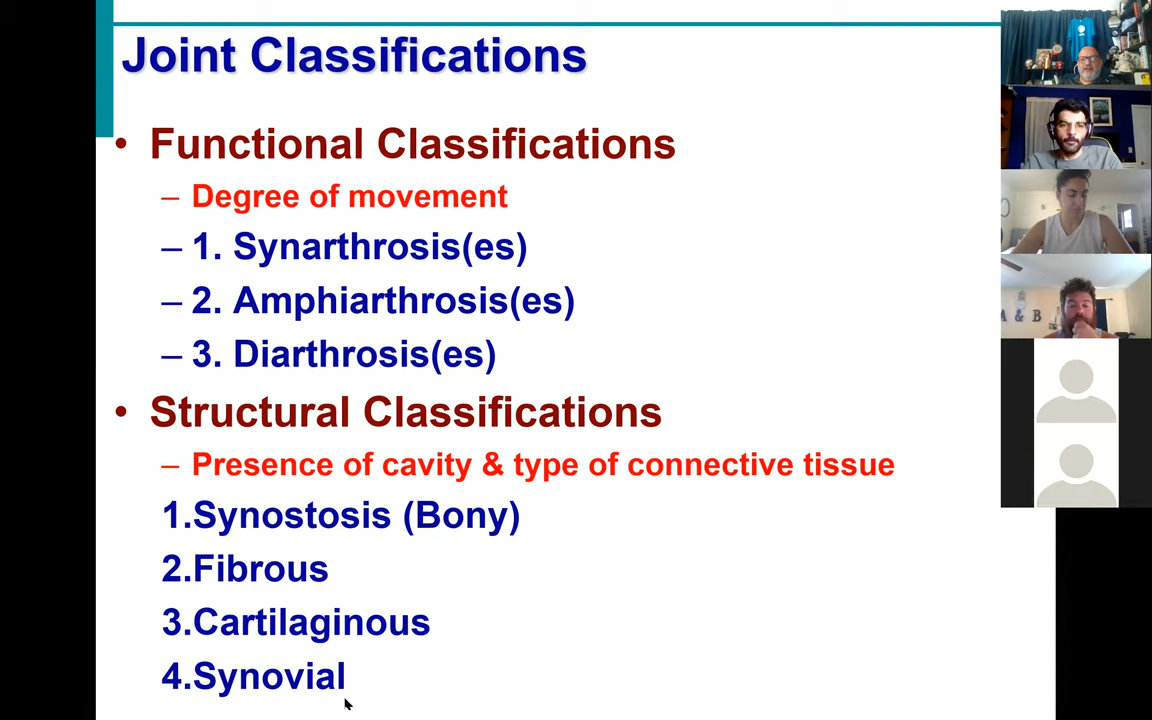 Joint Classifications
• Functional Classifications
– Degree of movement
– 1. Synarthrosis(es)
– 2. Amphiarthrosis(es)
– 3. Diarthrosis(es)
• Structural Classifications
– Presence of cavity & type of connective tissue
1.Synostosis (Bony)
2.Fibrous
3.Cartilaginous
4.Synovial
A & B